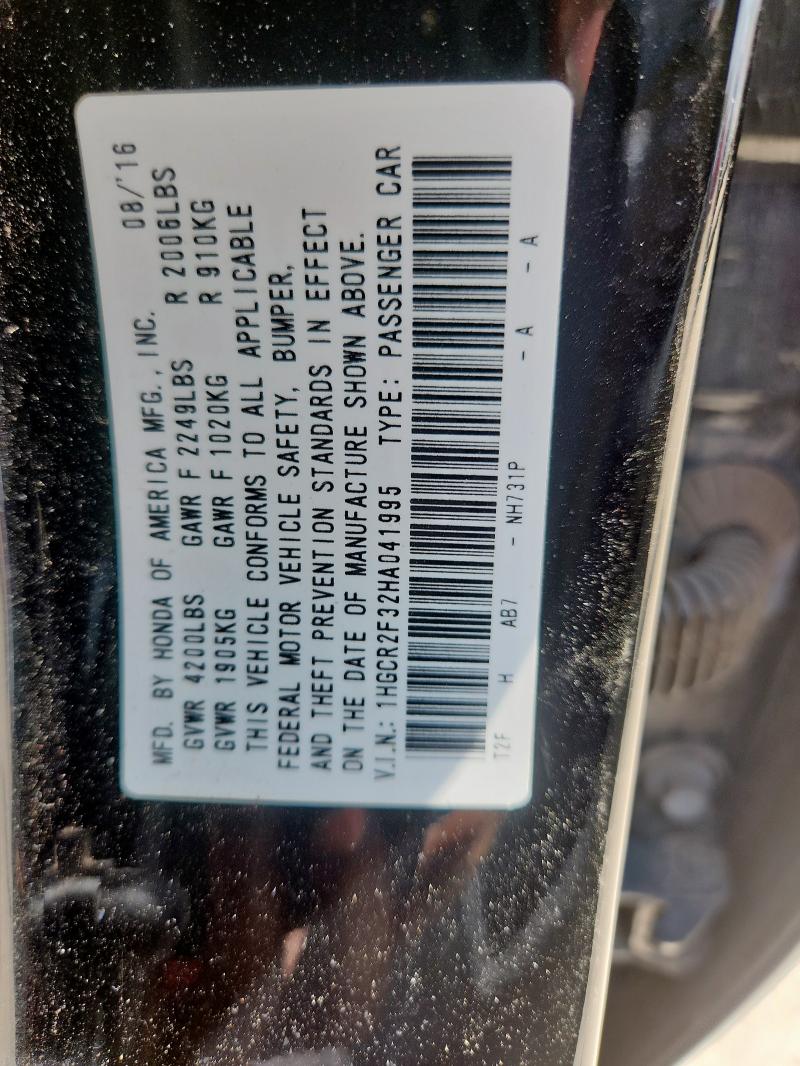 MFD. BY HONDA OF AMERICA MFG., INC. 08/'16
GVWR 4200LBS GAWR F 2249LBS R 2006LBS
GVWR 1905KG GAWR F 1020KG R 910KG
THIS VEHICLE CONFORMS TO ALL APPLICABLE
FEDERAL MOTOR VEHICLE SAFETY, BUMPER,
AND THEFT PREVENTION STANDARDS IN EFFECT
ON THE DATE OF MANUFACTURE SHOWN ABOVE.
V.I.N.: 1HGCR2F32HA041995 TYPE: PASSENGER CAR
T2F H AB7 - NH731P - A - A